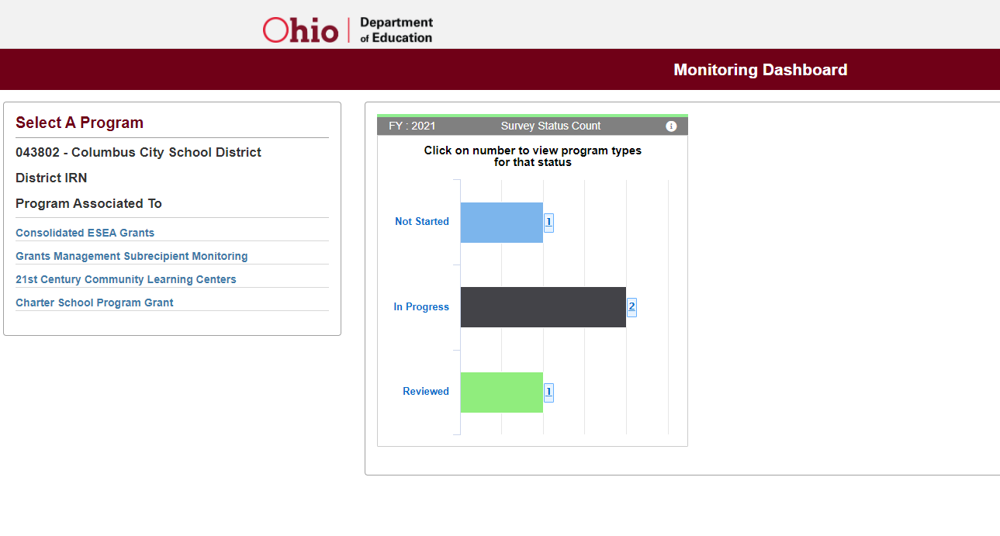 Ohio
Department
of Education
Monitoring Dashboard
Select A Program
043802 - Columbus City School District
District IRN
Program Associated To
Consolidated ESEA Grants
Grants Management Subrecipient Monitoring
21st Century Community Learning Centers
Charter School Program Grant
FY : 2021 Survey Status Count i
Click on number to view program types
for that status
Not Started 1
In Progress 2
Reviewed 1